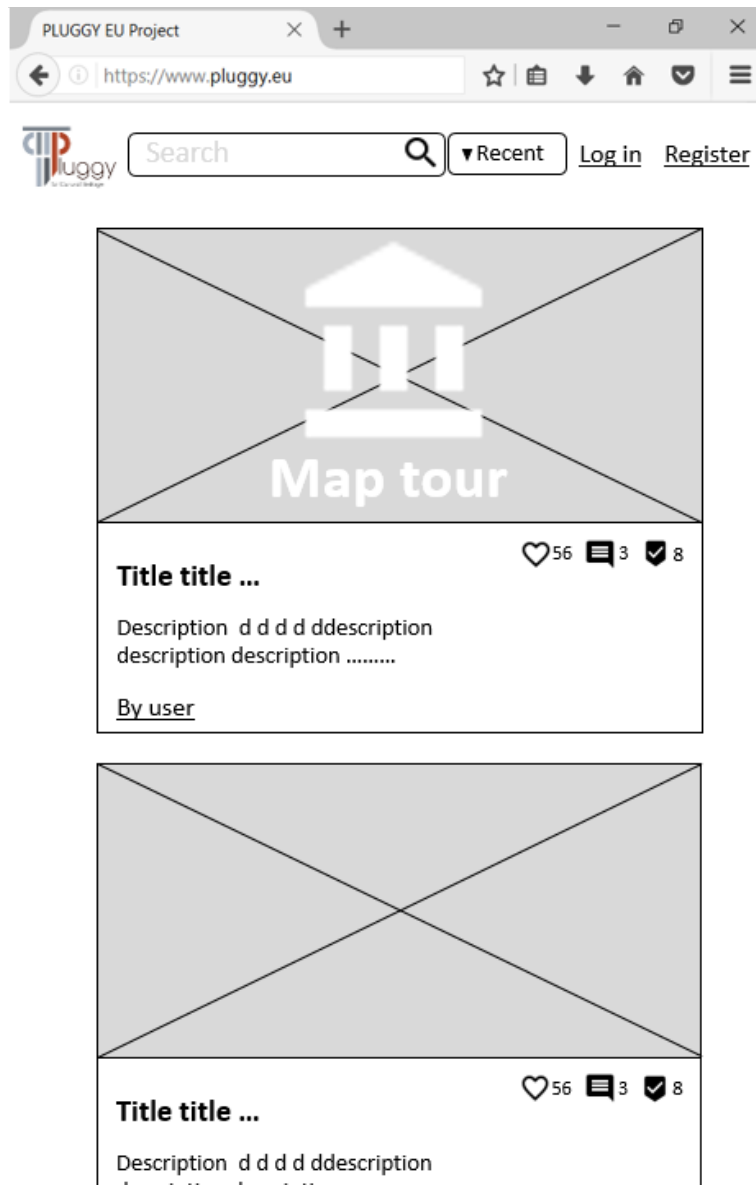 PLUGGY EU Project
https://www.pluggy.eu
Pluggy
Search
▾Recent
Log in
Register
Map tour
56 3 8
Title title ...
Description d d d d ddescription
description description .........
By user
56 3 8
Title title ...
Description d d d d ddescription